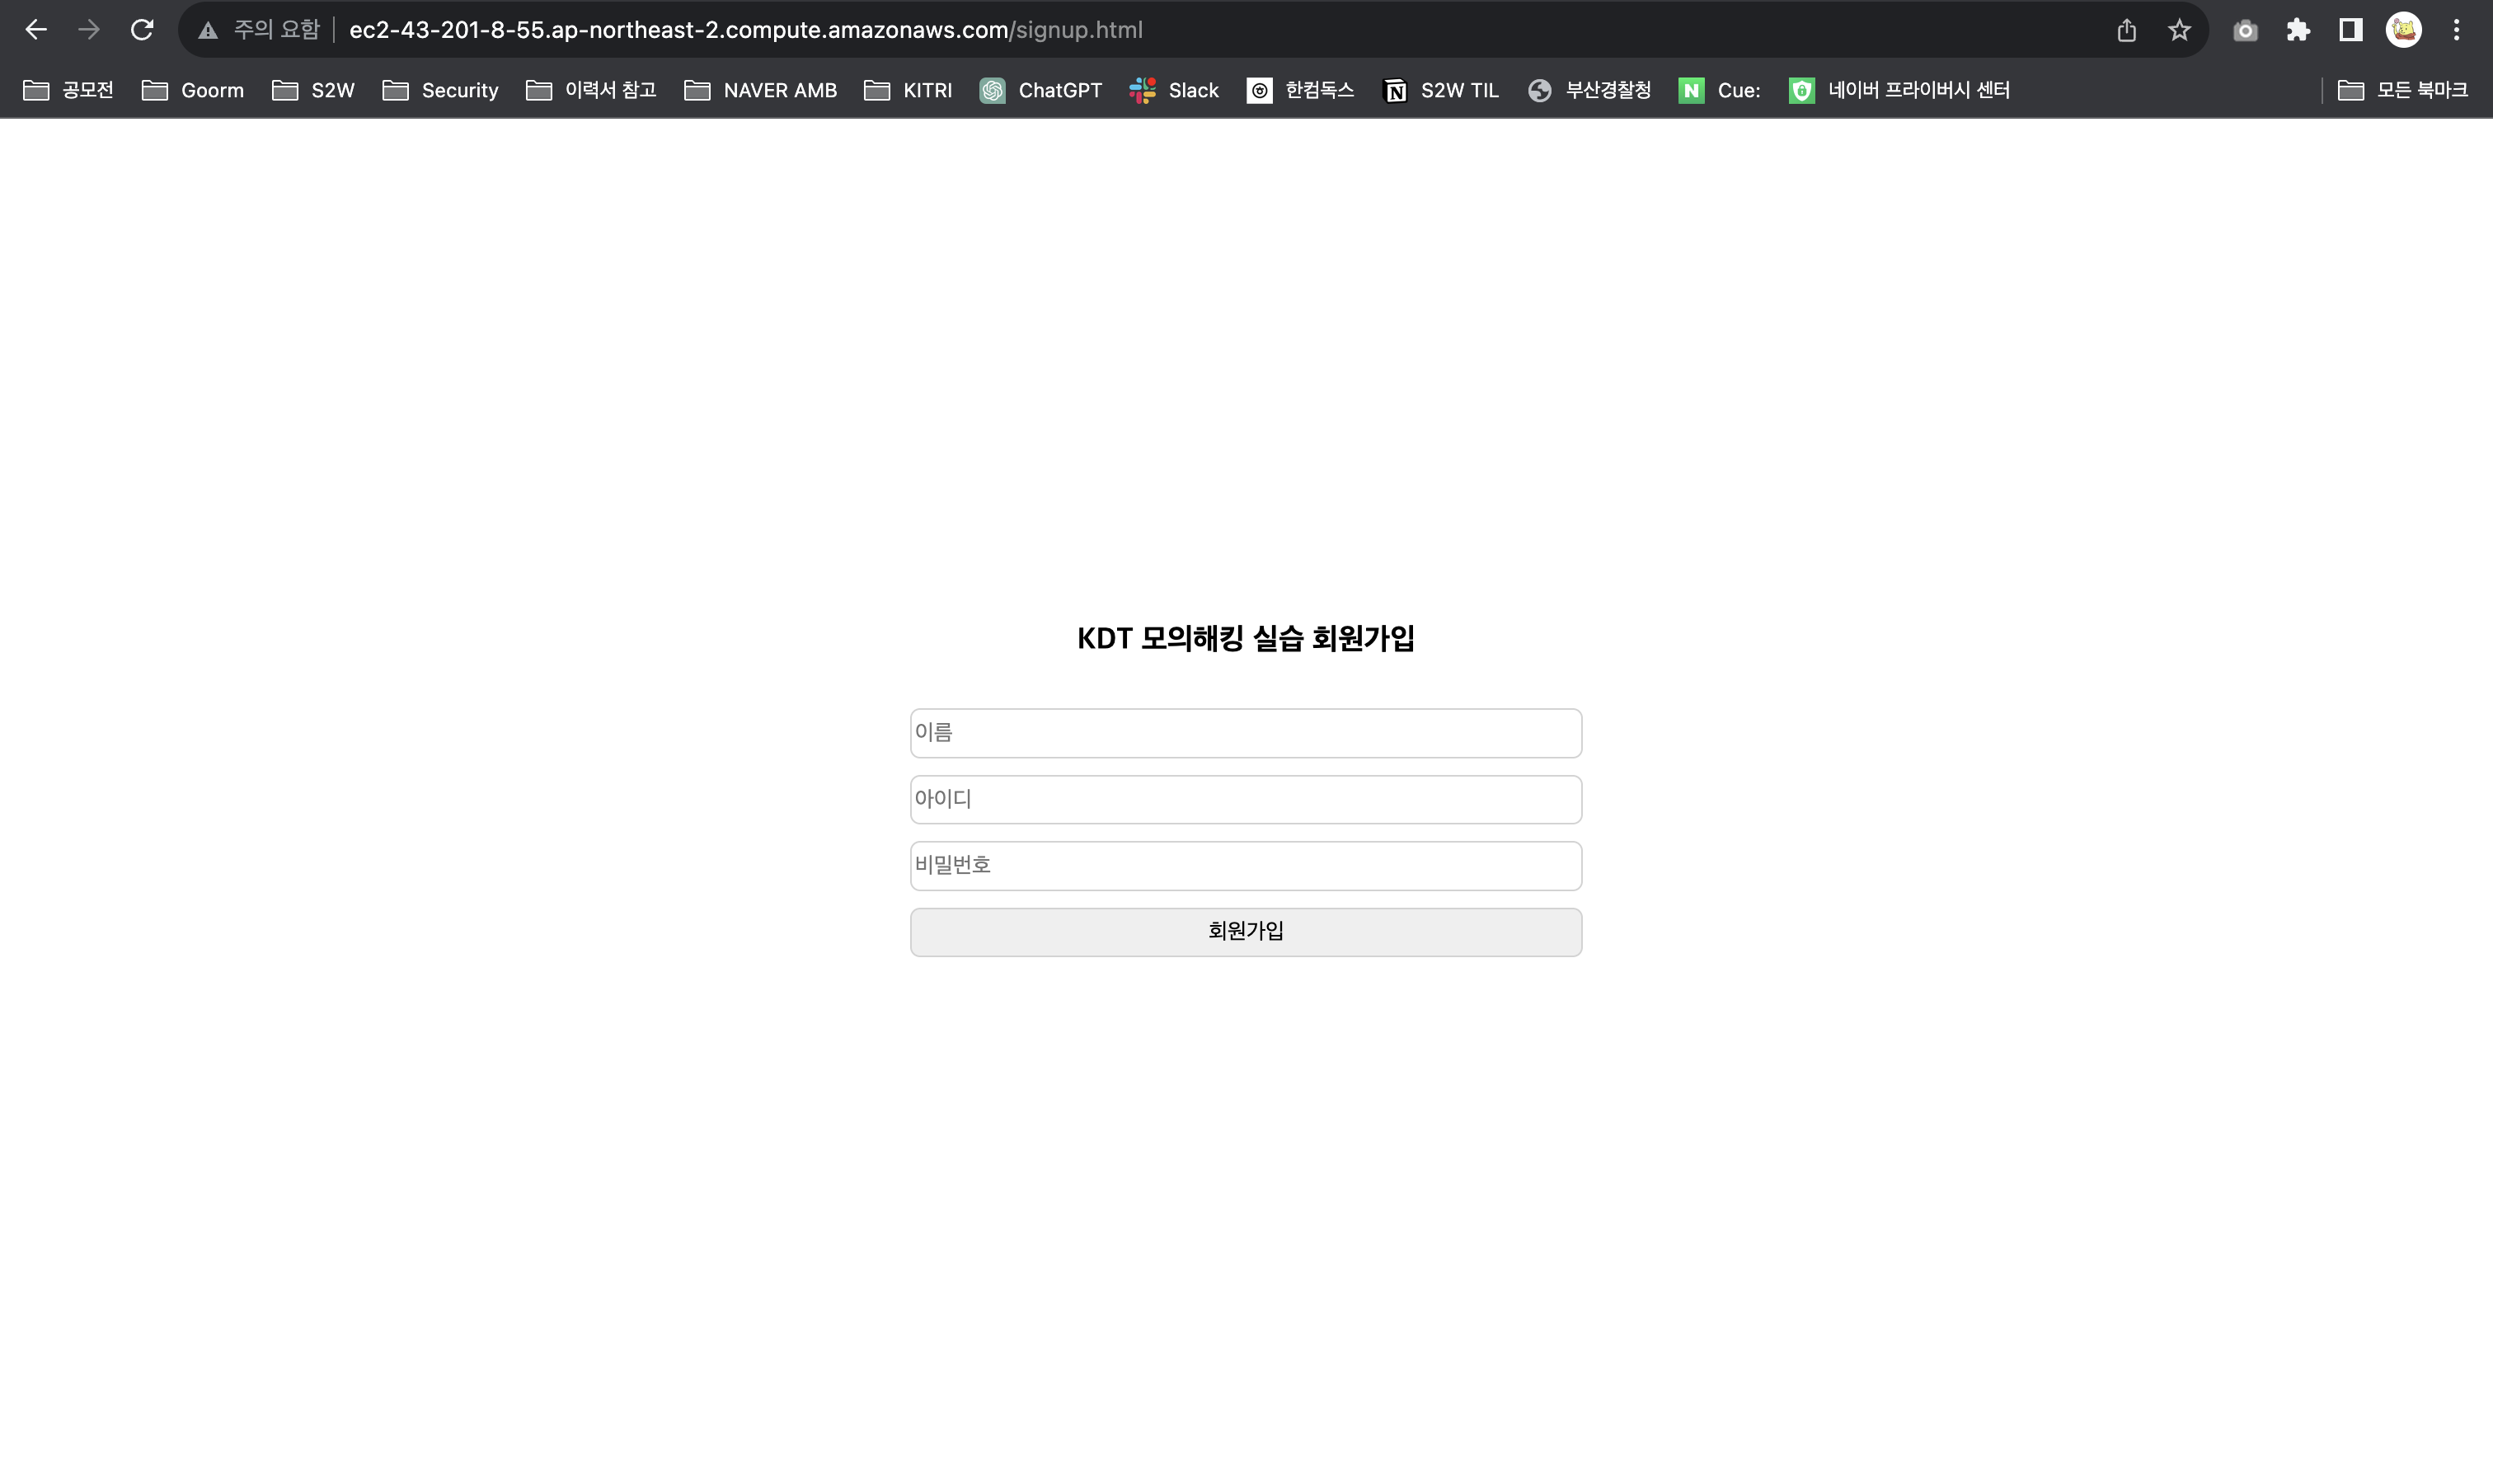 주의 요함 ec2-43-201-8-55.ap-northeast-2.compute.amazonaws.com/signup.html
공모전 Goorm S2W Security 이력서 참고 NAVER AMB KITRI ChatGPT Slack 한컴독스 S2W TIL 부산경찰청 Cue: 네이버 프라이버시 센터 모든 북마크
KDT 모의해킹 실습 회원가입
이름
아이디
비밀번호
회원가입